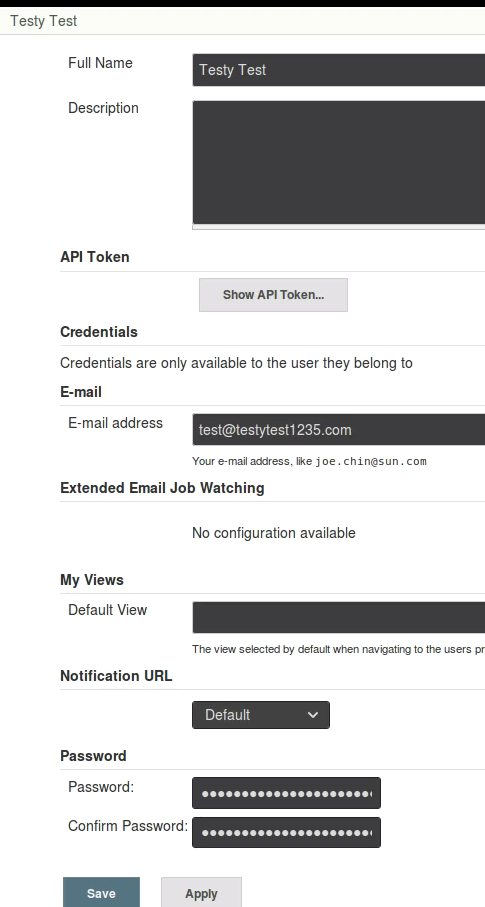 Testy Test
Full Name
Testy Test
Description
API Token
Show API Token...
Credentials
Credentials are only available to the user they belong to
E-mail
E-mail address
test@testytest1235.com
Your e-mail address, like joe.chin@sun.com
Extended Email Job Watching
No configuration available
My Views
Default View
The view selected by default when navigating to the users pr
Notification URL
Default
Password
Password:
Confirm Password:
Save
Apply